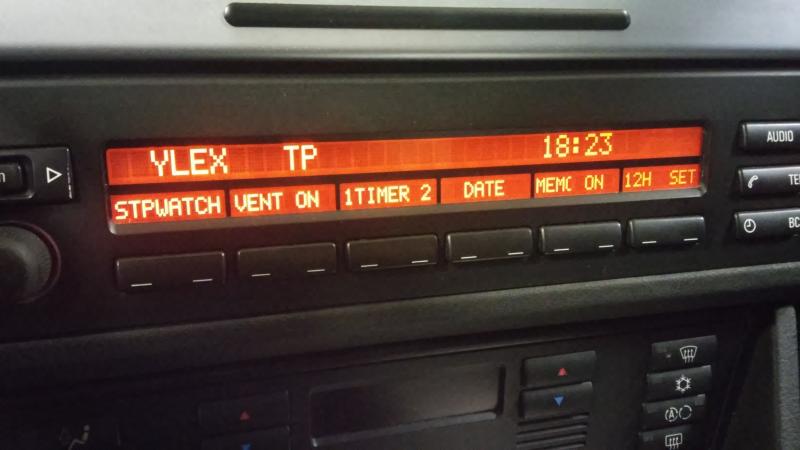 YLEX TP 18:23
STPWATCH VENT ON 1TIMER 2 DATE MEMO ON 12H SET
AUDIO